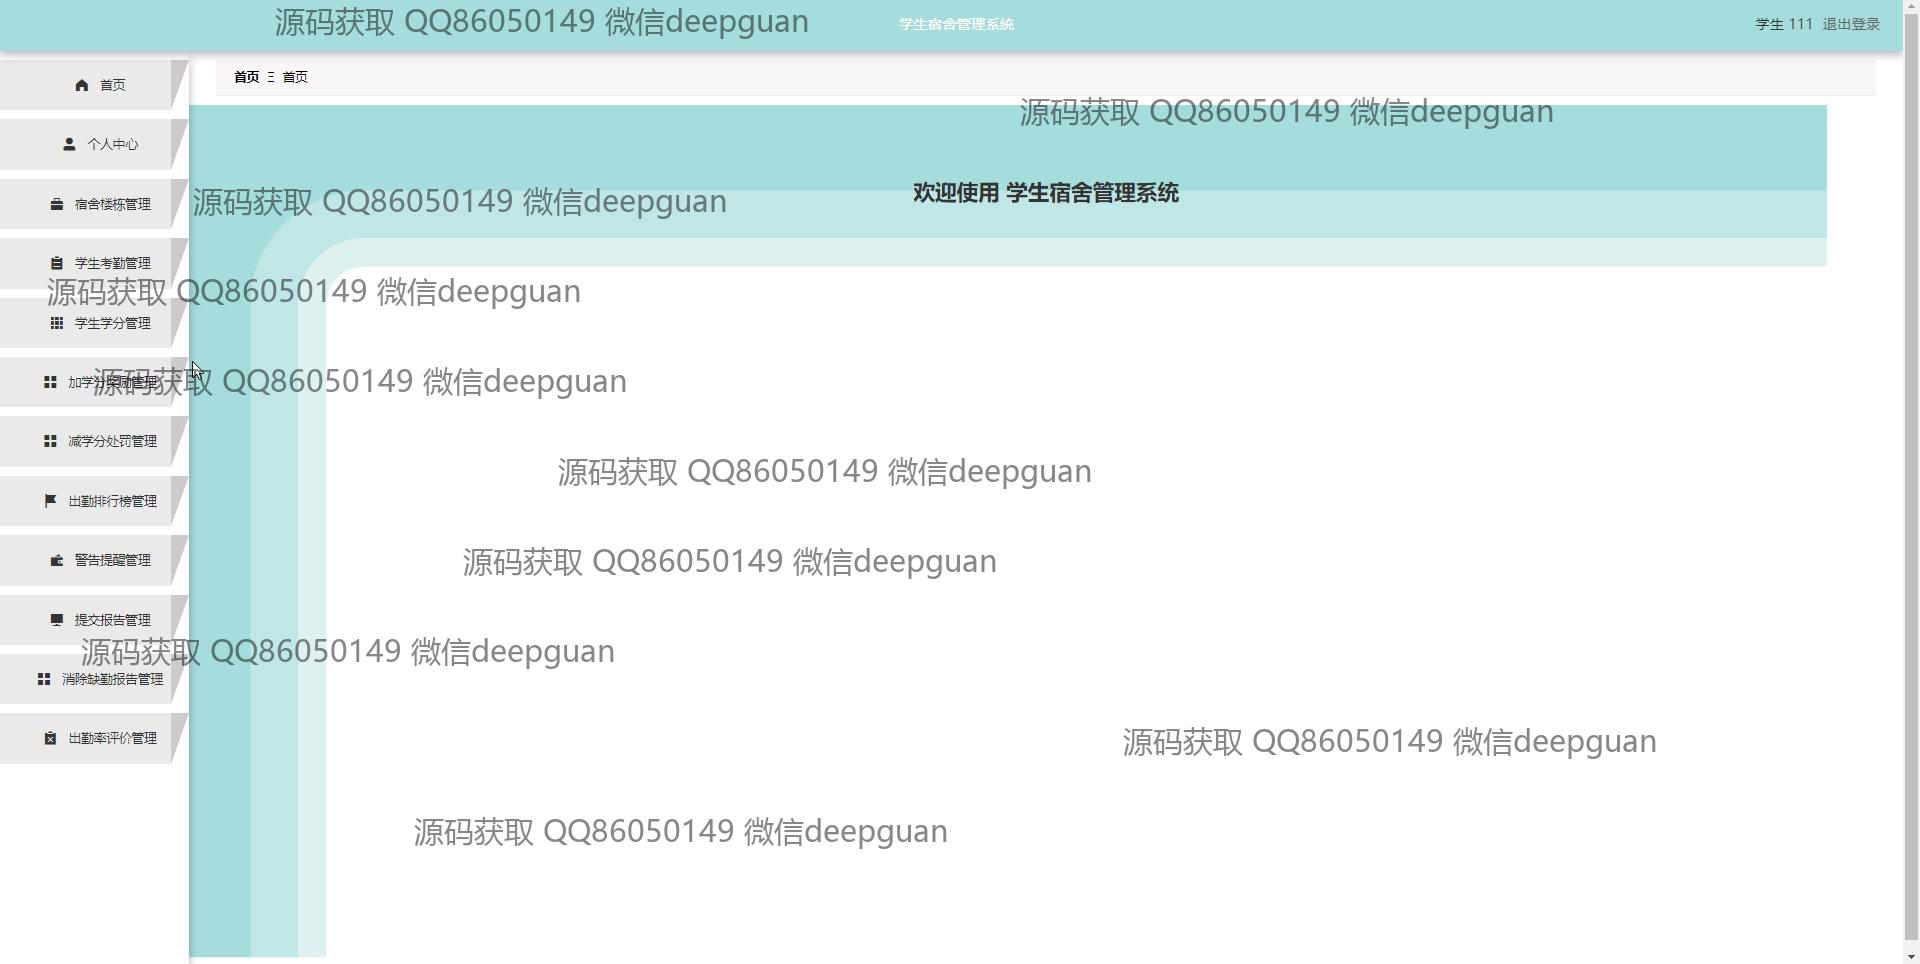 源码获取 QQ86050149 微信deepguan
学生宿舍管理系统
学生 111 退出登录
首页 Ξ 首页
首页
个人中心
宿舍楼栋管理
学生考勤管理
学生学分管理
加学分奖励管理
减学分处罚管理
出勤排行榜管理
警告提醒管理
提交报告管理
消除缺勤报告管理
出勤率评价管理
源码获取 QQ86050149 微信deepguan
欢迎使用 学生宿舍管理系统
源码获取 QQ86050149 微信deepguan
源码获取 QQ86050149 微信deepguan
源码获取 QQ86050149 微信deepguan
源码获取 QQ86050149 微信deepguan
源码获取 QQ86050149 微信deepguan
源码获取 QQ86050149 微信deepguan
源码获取 QQ86050149 微信deepguan
源码获取 QQ86050149 微信deepguan